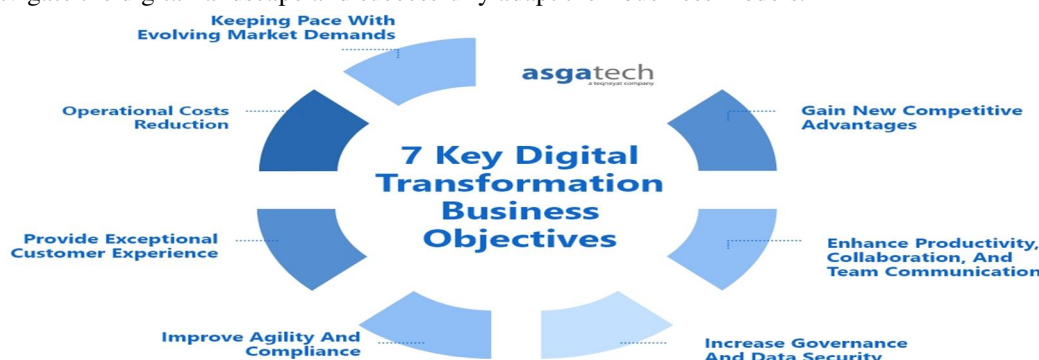 Keeping Pace With
Evolving Market Demands
asgatech
a teqneyat company
Operational Costs
Reduction
Gain New Competitive
Advantages
7 Key Digital
Transformation
Business
Objectives
Provide Exceptional
Customer Experience
Enhance Productivity,
Collaboration, And
Team Communication
Improve Agility And
Compliance
Increase Governance
And Data Security